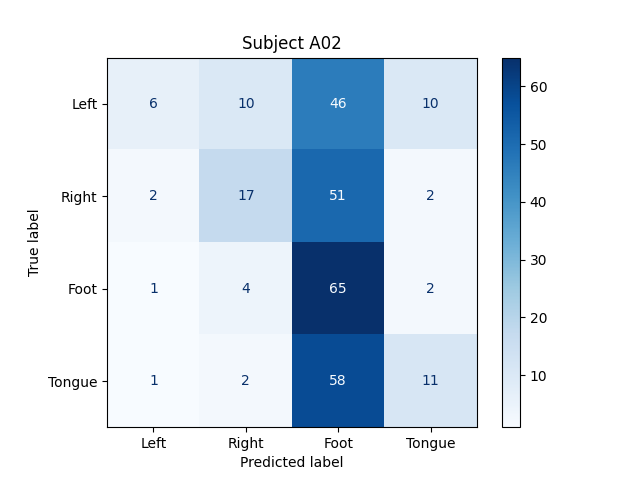 Subject A02
True label
Left 6 10 46 10
Right 2 17 51 2
Foot 1 4 65 2
Tongue 1 2 58 11
Left Right Foot Tongue
Predicted label
60
50
40
30
20
10